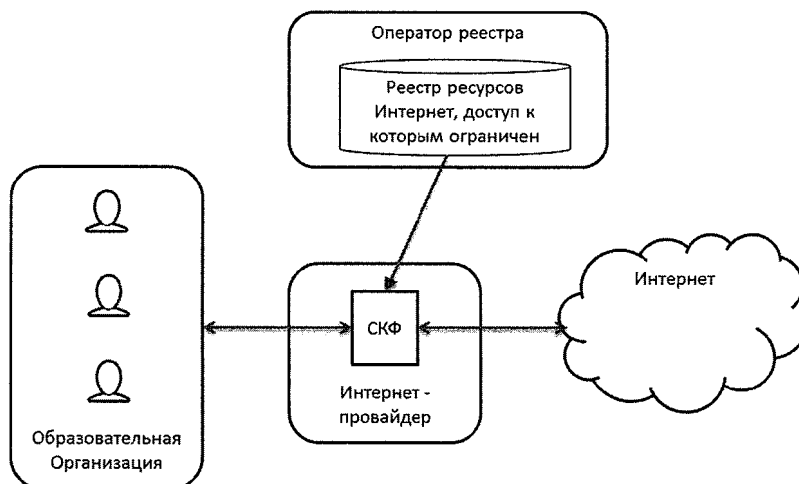 Оператор реестра
Реестр ресурсов
Интернет, доступ к
которым ограничен
Интернет
СКФ
Интернет -
провайдер
Образовательная
Организация